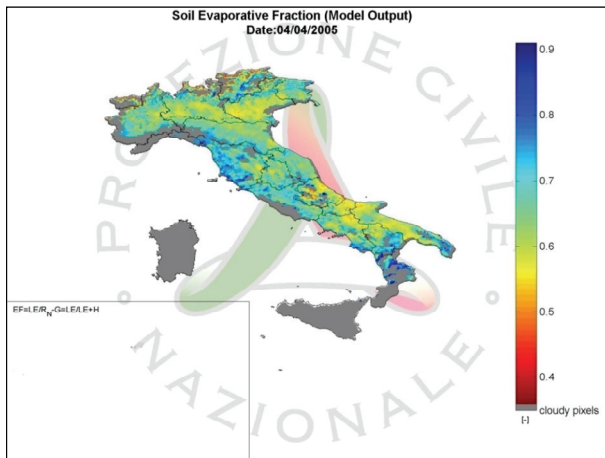 Soil Evaporative Fraction (Model Output)
Date:04/04/2005
PROTEZIONE CIVILE
NAZIONALE
0.9
0.8
0.7
0.6
0.5
0.4
cloudy pixels
[-]
EF=LE/R_N-G=LE/LE+H